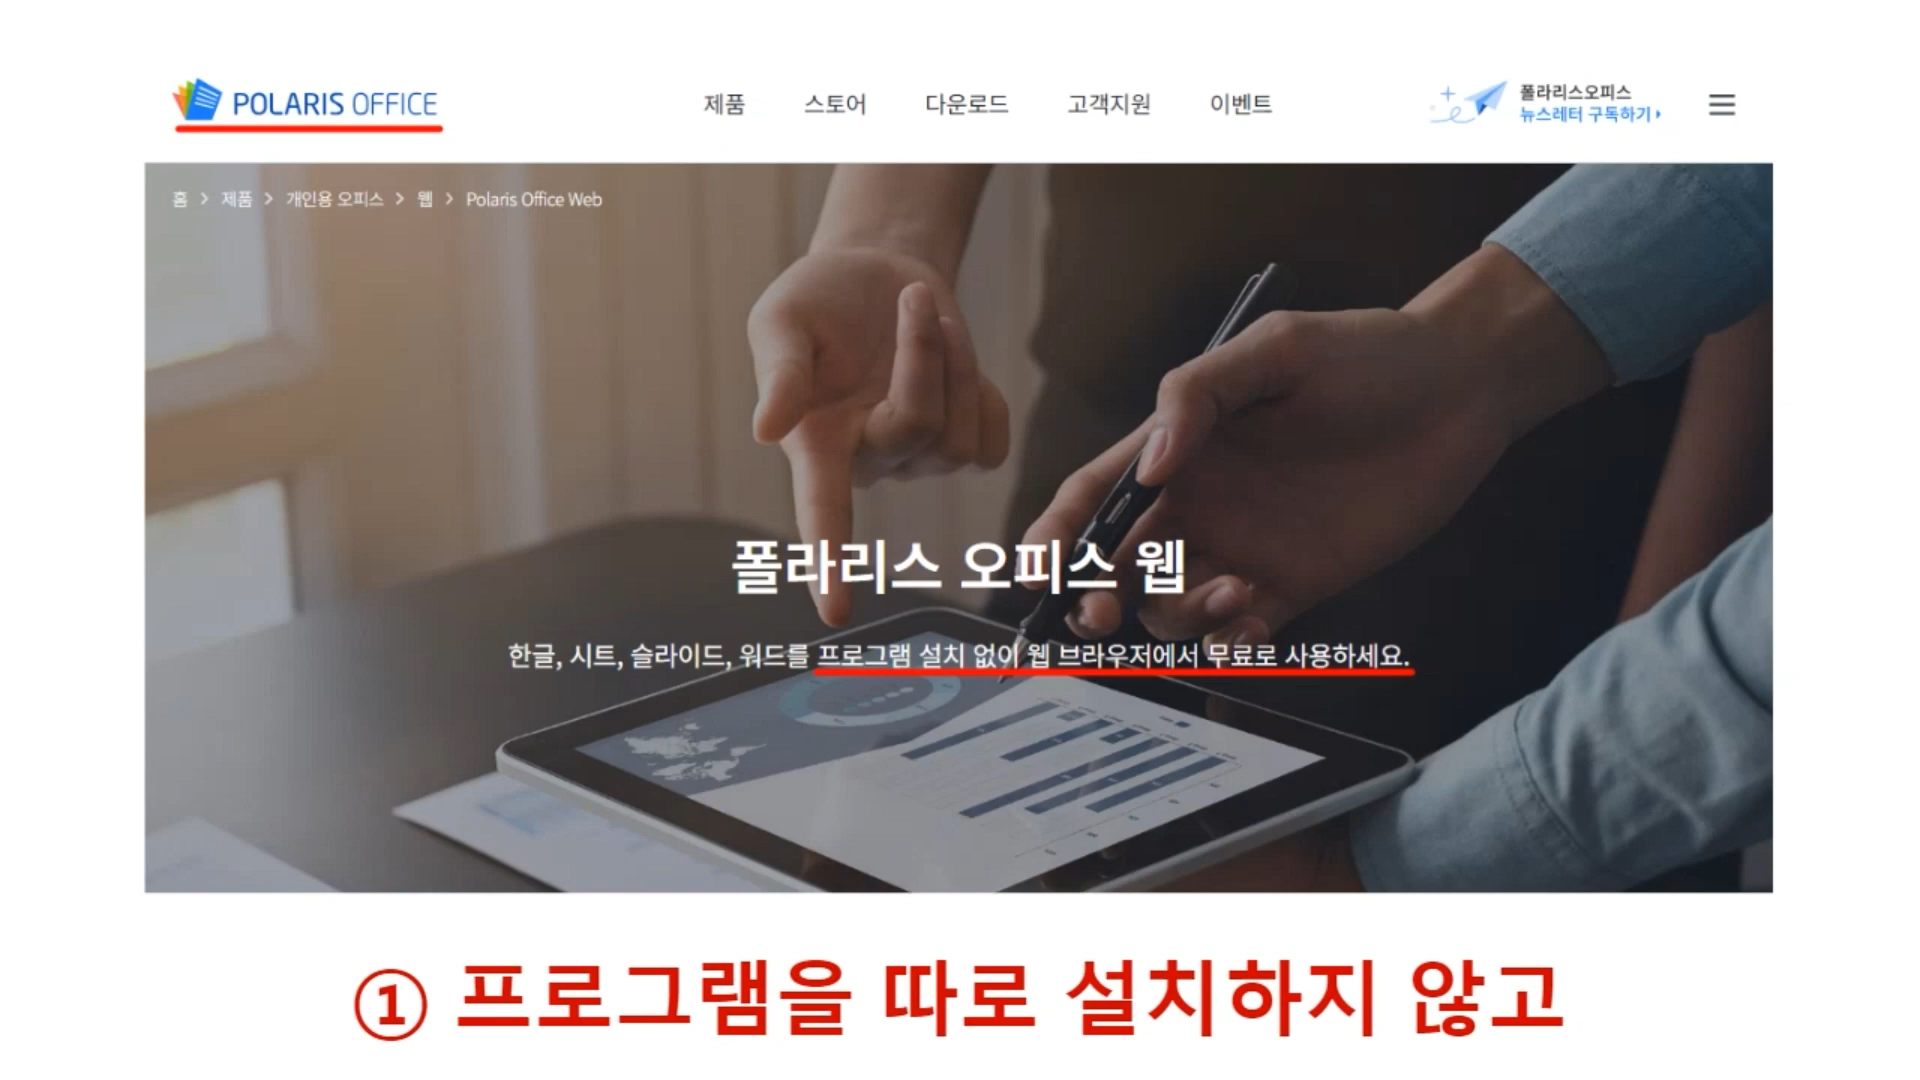 POLARIS OFFICE
제품 스토어 다운로드 고객지원 이벤트
폴라리스오피스
뉴스레터 구독하기
홈 > 제품 > 개인용 오피스 > 웹 > Polaris Office Web
폴라리스 오피스 웹
한글, 시트, 슬라이드, 워드를 프로그램 설치 없이 웹 브라우저에서 무료로 사용하세요.
① 프로그램을 따로 설치하지 않고